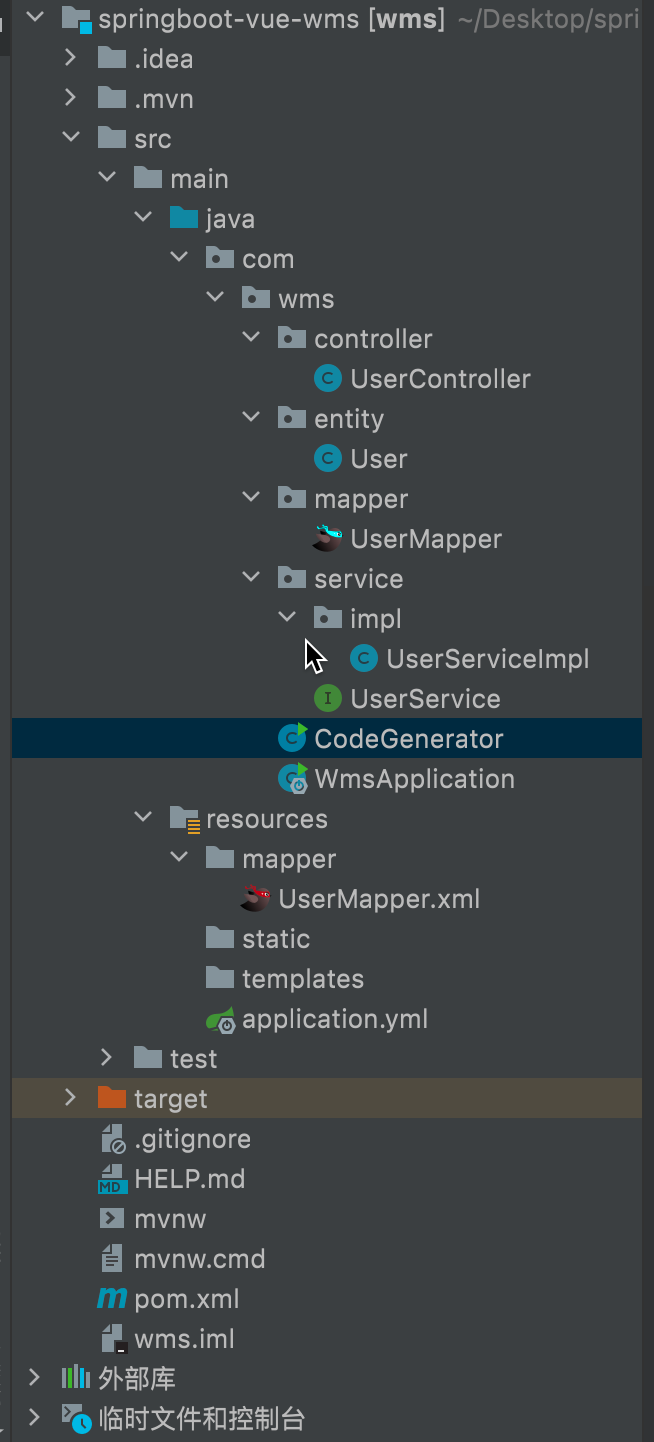 springboot-vue-wms [wms] ~/Desktop/spri
.idea
.mvn
src
main
java
com
wms
controller
C UserController
entity
C User
mapper
UserMapper
service
impl
C UserServiceImpl
I UserService
C CodeGenerator
WmsApplication
resources
mapper
UserMapper.xml
static
templates
application.yml
test
target
.gitignore
MD HELP.md
mvnw
mvnw.cmd
m pom.xml
wms.iml
外部库
临时文件和控制台